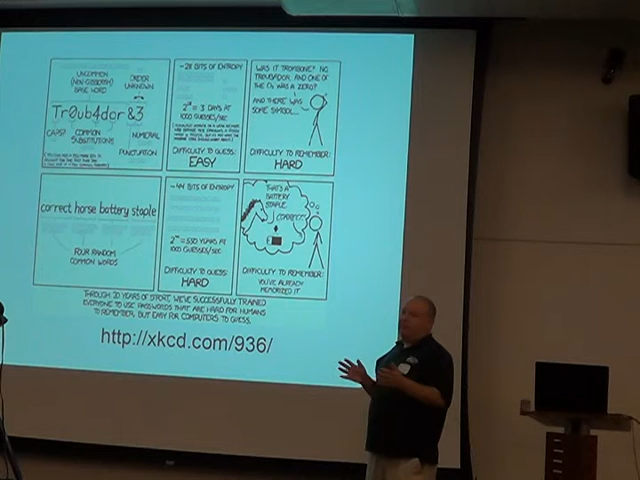 UNCOMMON
(NON-GIBBERISH)
BASE WORD
ORDER
UNKNOWN
Tr0ub4dor &3
CAPS?
COMMON
SUBSTITUTIONS
NUMERAL
PUNCTUATION
~28 BITS OF ENTROPY
2²⁸ = 3 DAYS AT
1000 GUESSES/SEC
DIFFICULTY TO GUESS:
EASY
WAS IT TROMBONE? NO,
TROUBADOR. AND ONE OF
THE Os WAS A ZERO?
AND THERE WAS
SOME SYMBOL...
DIFFICULTY TO REMEMBER:
HARD
correct horse battery staple
FOUR RANDOM
COMMON WORDS
~44 BITS OF ENTROPY
2⁴⁴ = 550 YEARS AT
1000 GUESSES/SEC
DIFFICULTY TO GUESS:
HARD
THAT'S A
BATTERY
STAPLE.
CORRECT!
DIFFICULTY TO REMEMBER:
YOU'VE ALREADY
MEMORIZED IT
THROUGH 20 YEARS OF EFFORT, WE'VE SUCCESSFULLY TRAINED
EVERYONE TO USE PASSWORDS THAT ARE HARD FOR HUMANS
TO REMEMBER, BUT EASY FOR COMPUTERS TO GUESS.
http://xkcd.com/936/